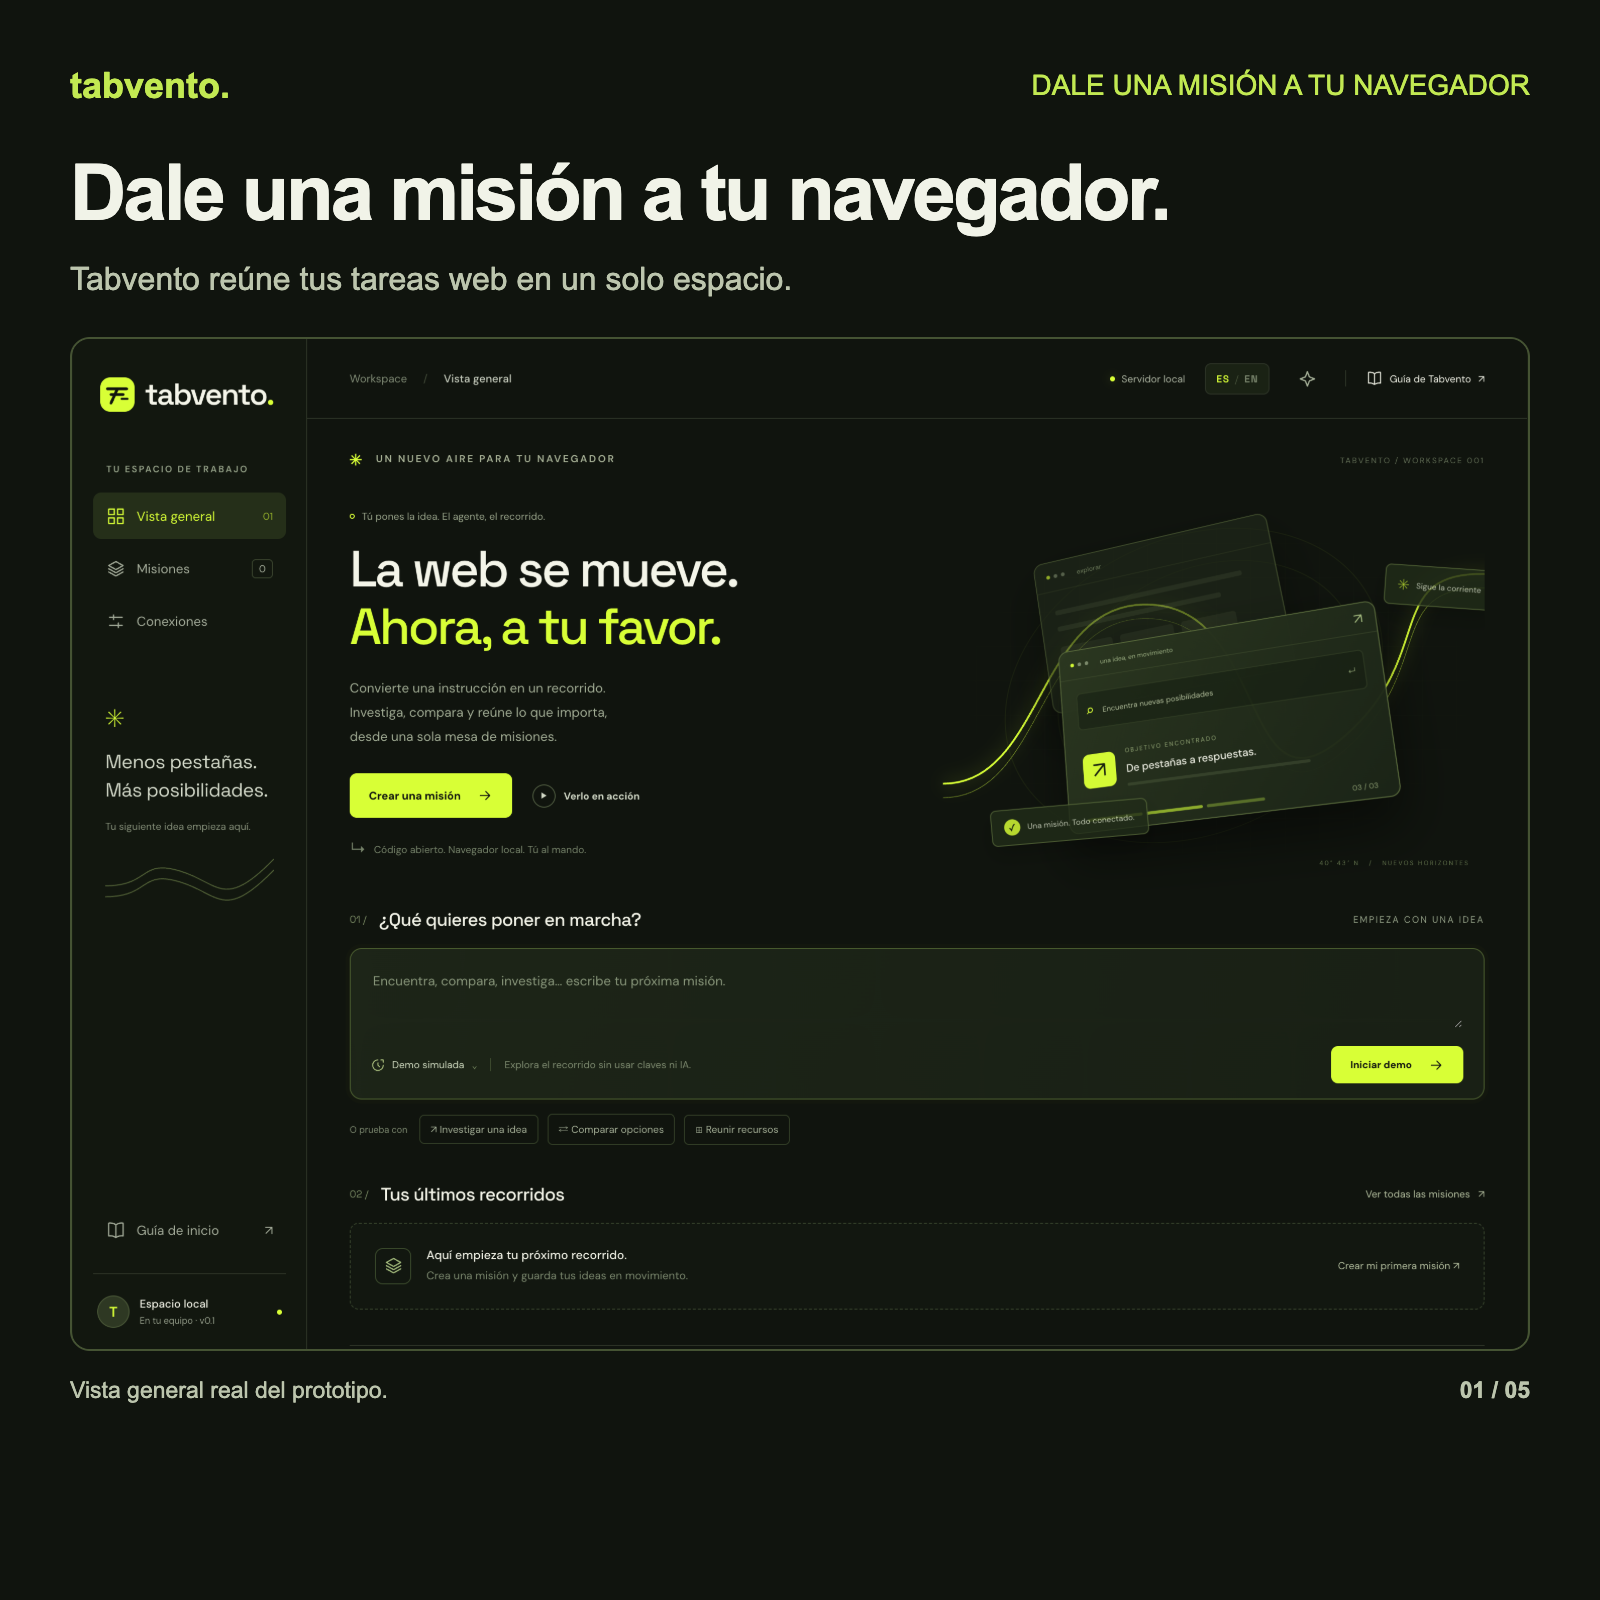 tabvento.
DALE UNA MISIÓN A TU NAVEGADOR
Dale una misión a tu navegador.
Tabvento reúne tus tareas web en un solo espacio.
tabvento.
TU ESPACIO DE TRABAJO
Vista general 01
Misiones 0
Conexiones
Menos pestañas.
Más posibilidades.
Tu siguiente idea empieza aquí.
Guía de inicio
T
Espacio local
En tu equipo · v0.1
Workspace / Vista general
Servidor local
ES / EN
Guía de Tabvento
UN NUEVO AIRE PARA TU NAVEGADOR
TABVENTO / WORKSPACE 001
Tú pones la idea. El agente, el recorrido.
La web se mueve.
Ahora, a tu favor.
Convierte una instrucción en un recorrido.
Investiga, compara y reúne lo que importa,
desde una sola mesa de misiones.
Crear una misión
Verlo en acción
Código abierto. Navegador local. Tú al mando.
explorar
Sigue la corriente
una idea, en movimiento
Encuentra nuevas posibilidades
OBJETIVO ENCONTRADO
De pestañas a respuestas.
03 / 03
Una misión. Todo conectado.
40° 43' N / NUEVOS HORIZONTES
01 / ¿Qué quieres poner en marcha?
EMPIEZA CON UNA IDEA
Encuentra, compara, investiga... escribe tu próxima misión.
Demo simulada
Explora el recorrido sin usar claves ni IA.
Iniciar demo
O prueba con
Investigar una idea
Comparar opciones
Reunir recursos
02 / Tus últimos recorridos
Ver todas las misiones
Aquí empieza tu próximo recorrido.
Crea una misión y guarda tus ideas en movimiento.
Crear mi primera misión
Vista general real del prototipo.
01 / 05